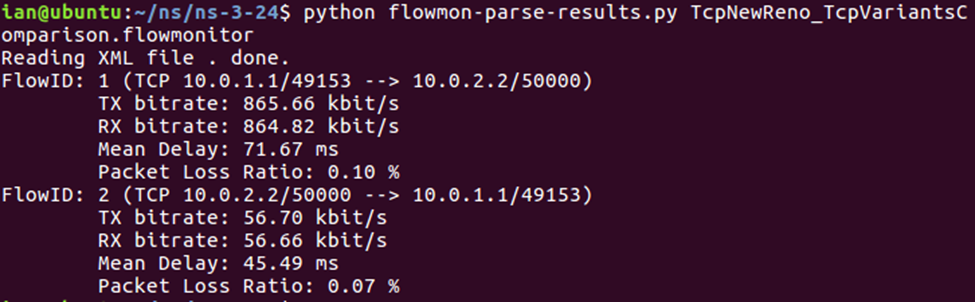 ian@ubuntu:~/ns/ns-3-24$ python flowmon-parse-results.py TcpNewReno_TcpVariantsC
omparison.flowmonitor
Reading XML file . done.
FlowID: 1 (TCP 10.0.1.1/49153 --> 10.0.2.2/50000)
        TX bitrate: 865.66 kbit/s
        RX bitrate: 864.82 kbit/s
        Mean Delay: 71.67 ms
        Packet Loss Ratio: 0.10 %
FlowID: 2 (TCP 10.0.2.2/50000 --> 10.0.1.1/49153)
        TX bitrate: 56.70 kbit/s
        RX bitrate: 56.66 kbit/s
        Mean Delay: 45.49 ms
        Packet Loss Ratio: 0.07 %